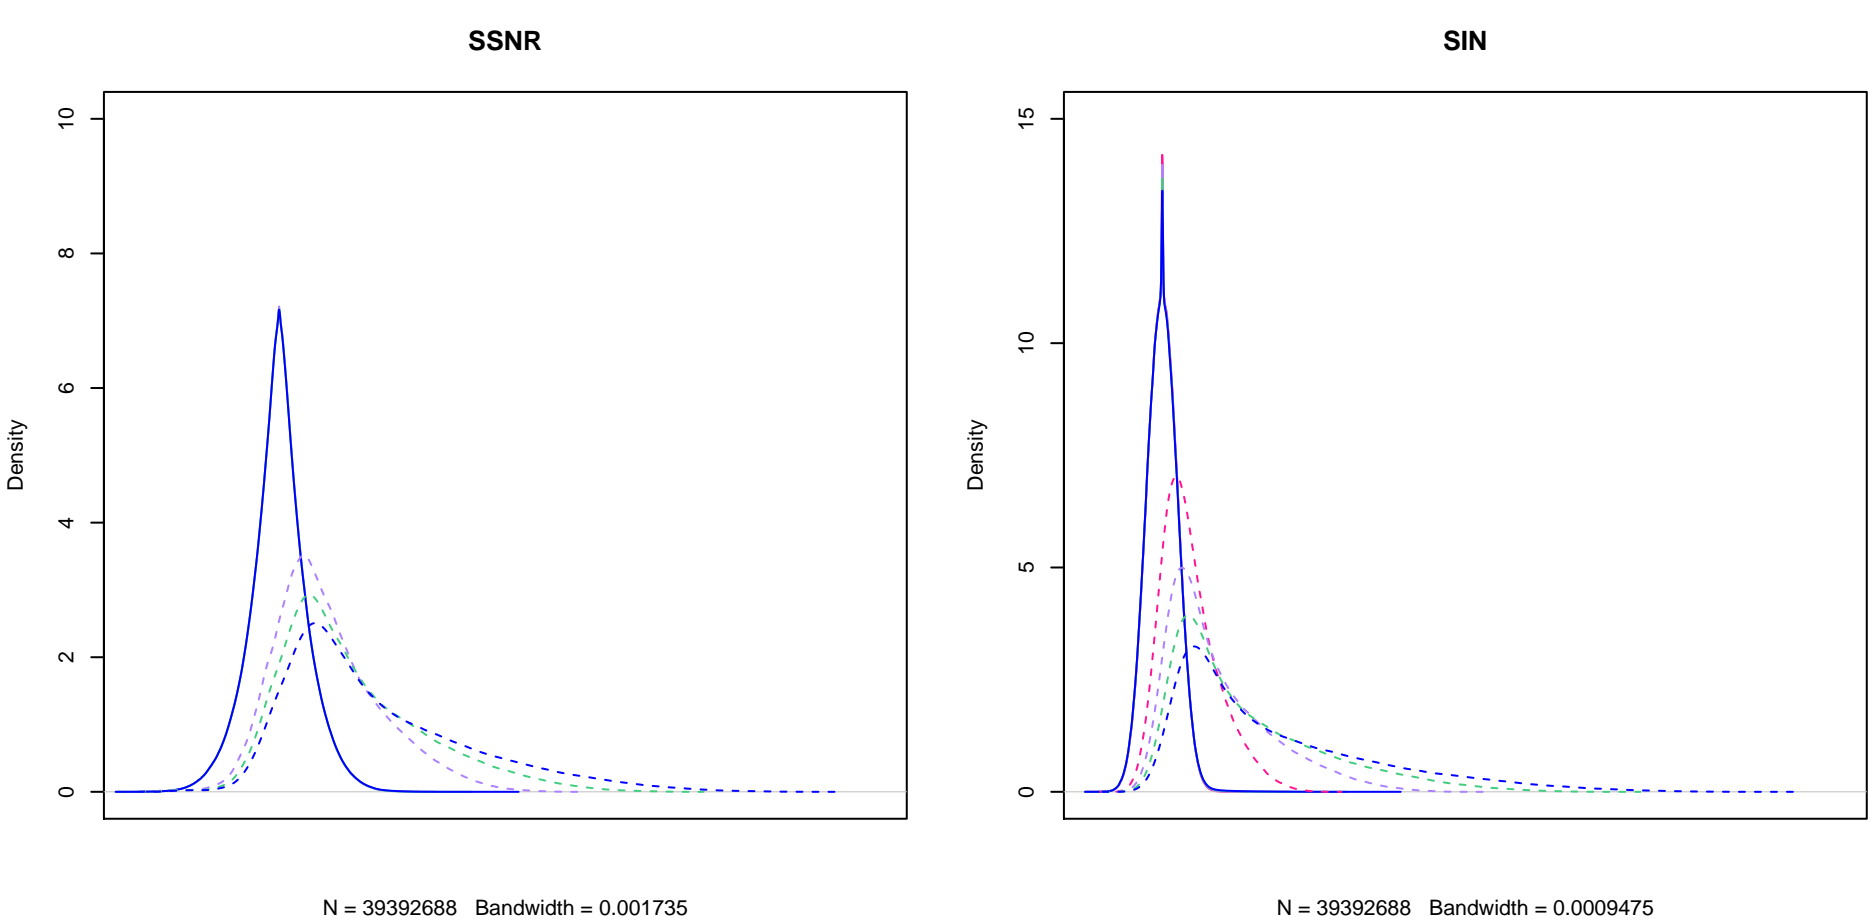 SSNR
10
8
6
4
2
0
Density
N = 39392688 Bandwidth = 0.001735
SIN
15
10
5
0
Density
N = 39392688 Bandwidth = 0.0009475